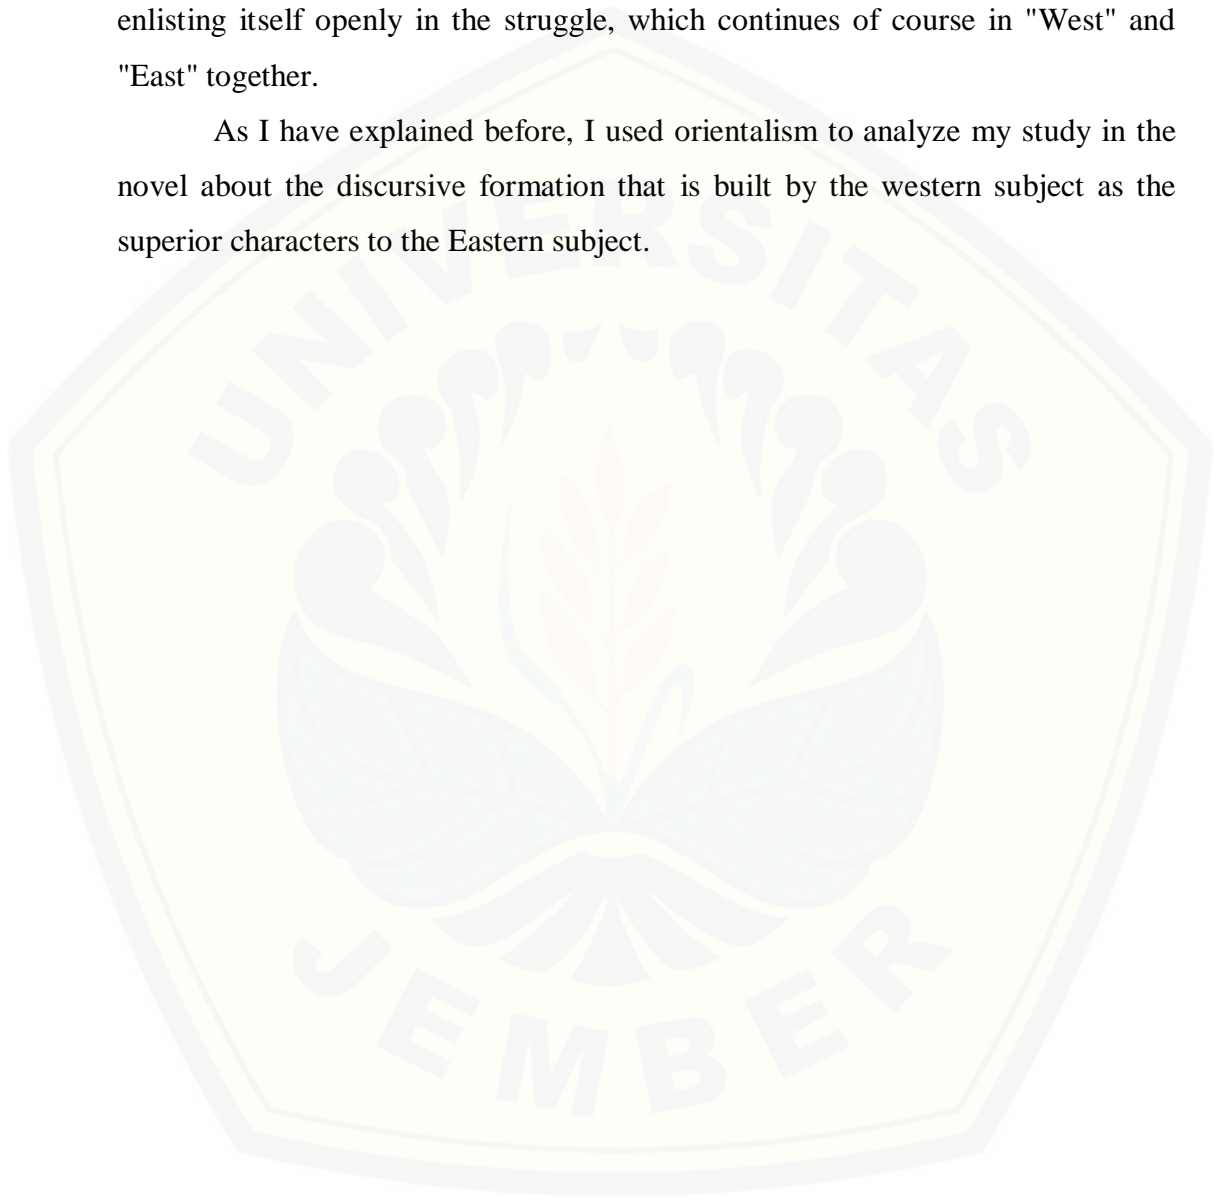 enlisting itself openly in the struggle, which continues of course in "West" and
"East" together.
As I have explained before, I used orientalism to analyze my study in the
novel about the discursive formation that is built by the western subject as the
superior characters to the Eastern subject.
UNIVERSITAS
JEMBER